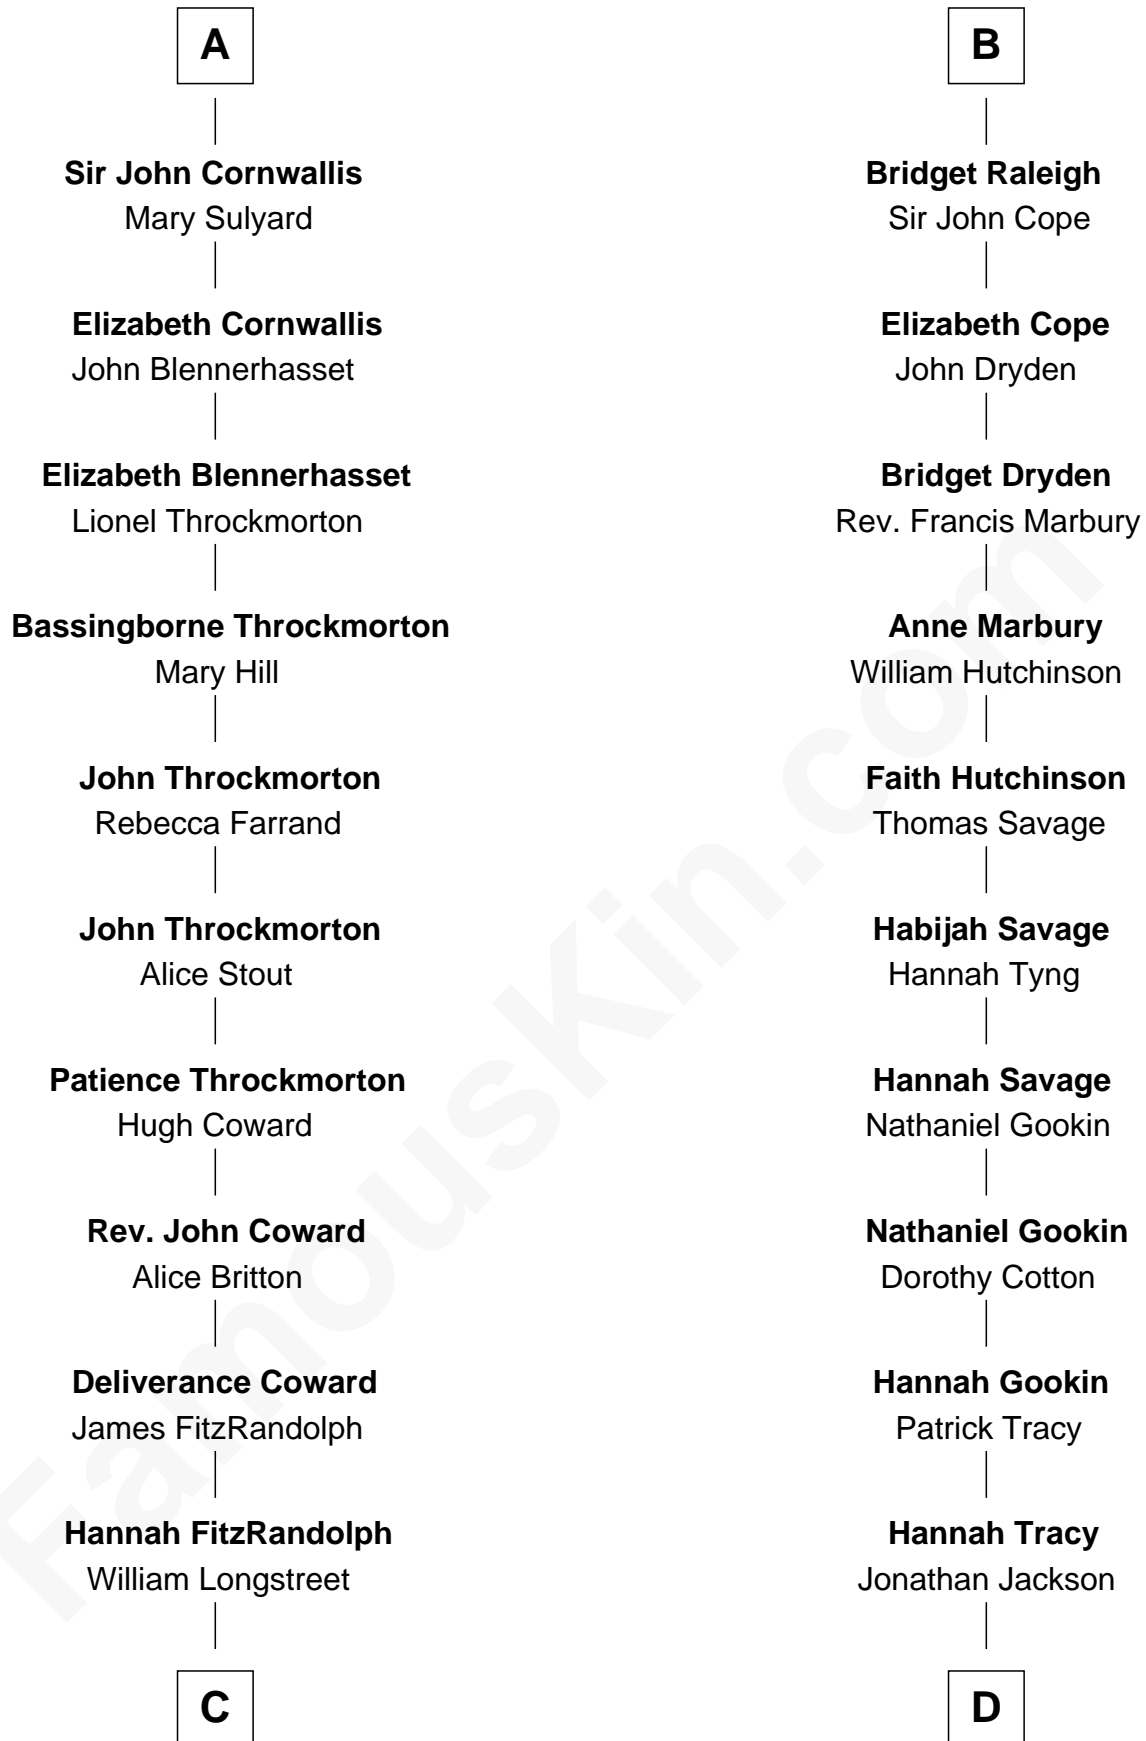 A
Sir John Cornwallis
Mary Sulyard
Elizabeth Cornwallis
John Blennerhasset
Elizabeth Blennerhasset
Lionel Throckmorton
Bassingborne Throckmorton
Mary Hill
John Throckmorton
Rebecca Farrand
John Throckmorton
Alice Stout
Patience Throckmorton
Hugh Coward
Rev. John Coward
Alice Britton
Deliverance Coward
James FitzRandolph
Hannah FitzRandolph
William Longstreet
C
B
Bridget Raleigh
Sir John Cope
Elizabeth Cope
John Dryden
Bridget Dryden
Rev. Francis Marbury
Anne Marbury
William Hutchinson
Faith Hutchinson
Thomas Savage
Habijah Savage
Hannah Tyng
Hannah Savage
Nathaniel Gookin
Nathaniel Gookin
Dorothy Cotton
Hannah Gookin
Patrick Tracy
Hannah Tracy
Jonathan Jackson
D
FamousKin.com